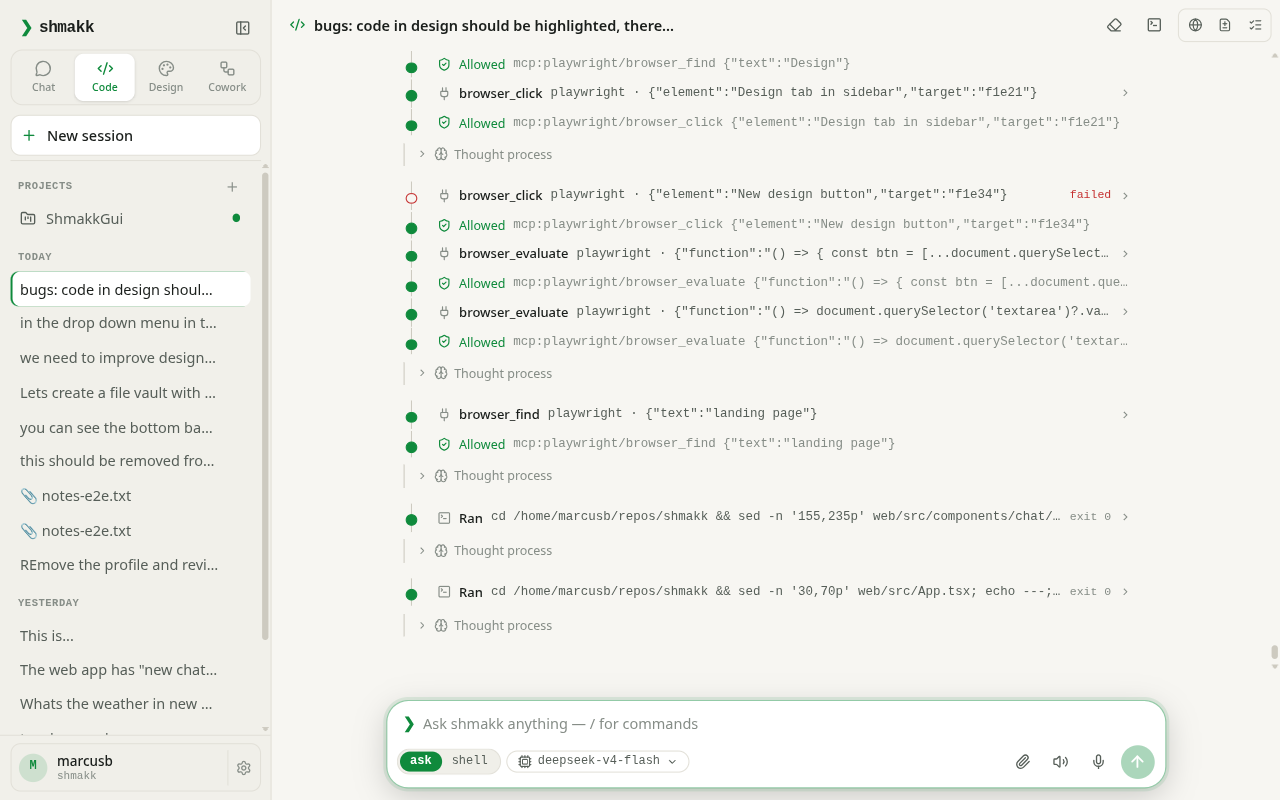 ❯ shmakk
Chat
Code
Design
Cowork
New session
PROJECTS
ShmakkGui
TODAY
bugs: code in design shoul...
in the drop down menu in t...
we need to improve design...
Lets create a file vault with ...
you can see the bottom ba...
this should be removed fro...
📎 notes-e2e.txt
📎 notes-e2e.txt
REmove the profile and revi...
YESTERDAY
This is...
The web app has "new chat...
Whats the weather in new ...
M
marcusb
shmakk
bugs: code in design should be highlighted, there...
Allowed mcp:playwright/browser_find {"text":"Design"}
browser_click playwright · {"element":"Design tab in sidebar","target":"f1e21"}
Allowed mcp:playwright/browser_click {"element":"Design tab in sidebar","target":"f1e21"}
Thought process
browser_click playwright · {"element":"New design button","target":"f1e34"} failed
Allowed mcp:playwright/browser_click {"element":"New design button","target":"f1e34"}
browser_evaluate playwright · {"function":"() => { const btn = [...document.querySelect…
Allowed mcp:playwright/browser_evaluate {"function":"() => { const btn = [...document.que…
browser_evaluate playwright · {"function":"() => document.querySelector('textarea')?.va…
Allowed mcp:playwright/browser_evaluate {"function":"() => document.querySelector('textar…
Thought process
browser_find playwright · {"text":"landing page"}
Allowed mcp:playwright/browser_find {"text":"landing page"}
Thought process
Ran cd /home/marcusb/repos/shmakk && sed -n '155,235p' web/src/components/chat/… exit 0
Thought process
Ran cd /home/marcusb/repos/shmakk && sed -n '30,70p' web/src/App.tsx; echo ---;… exit 0
Thought process
❯ Ask shmakk anything — / for commands
ask shell deepseek-v4-flash